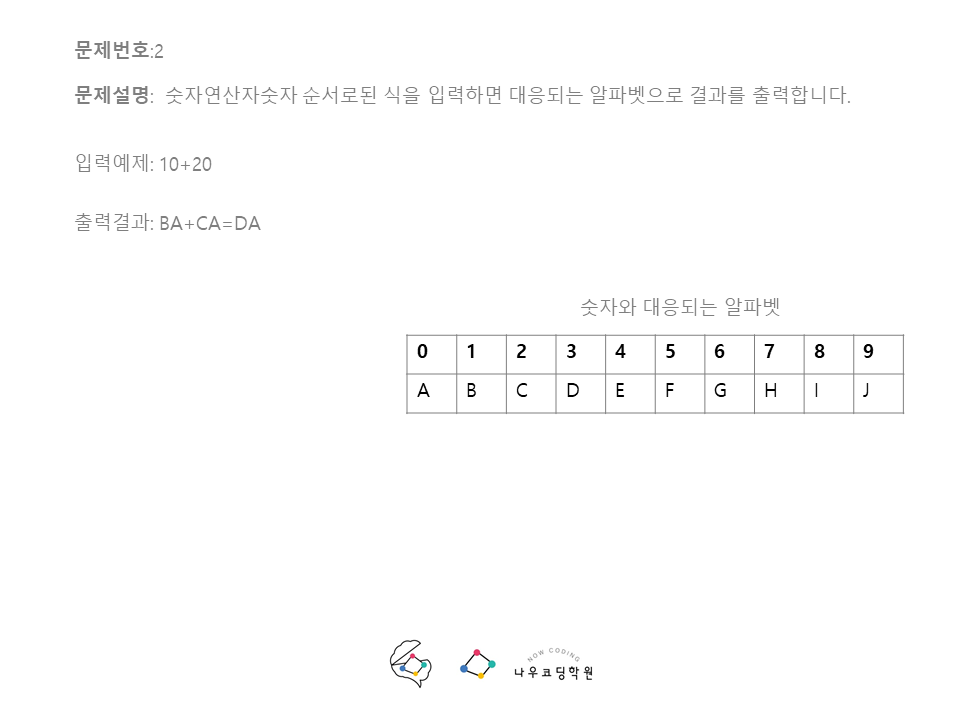 문제번호:2
문제설명: 숫자연산자숫자 순서로된 식을 입력하면 대응되는 알파벳으로 결과를 출력합니다.
입력예제: 10+20
출력결과: BA+CA=DA
숫자와 대응되는 알파벳
0 1 2 3 4 5 6 7 8 9
A B C D E F G H I J
NOW CODING
나우코딩학원